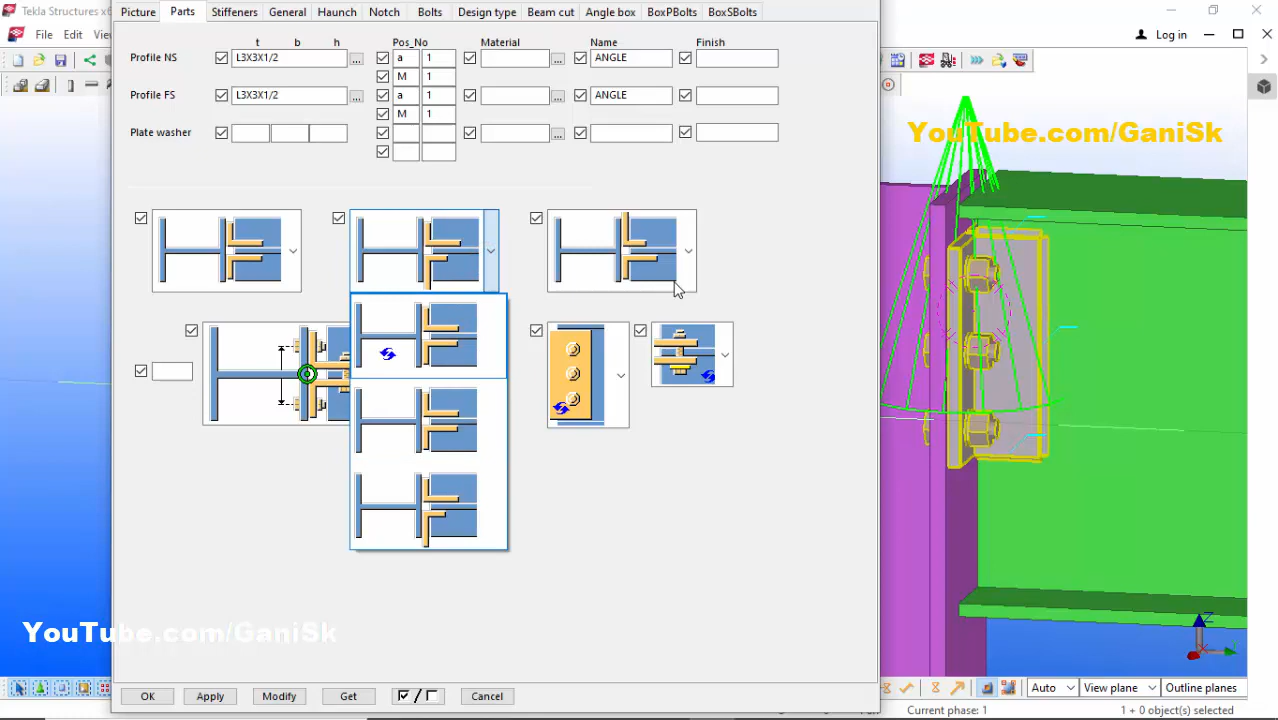 Tekla Structures x6
Picture Parts Stiffeners General Haunch Notch Bolts Design type Beam cut Angle box BoxPBolts BoxSBolts
File Edit
Log in
t b h Pos_No Material Name Finish
Profile NS L3X3X1/2 ... a 1 ... ANGLE
M 1
Profile FS L3X3X1/2 ... a 1 ... ANGLE
M 1
Plate washer ...
YouTube.com/GaniSk
YouTube.com/GaniSk
Z
OK Apply Modify Get / Cancel
Auto View plane Outline planes
Current phase: 1 1 + 0 object(s) selected